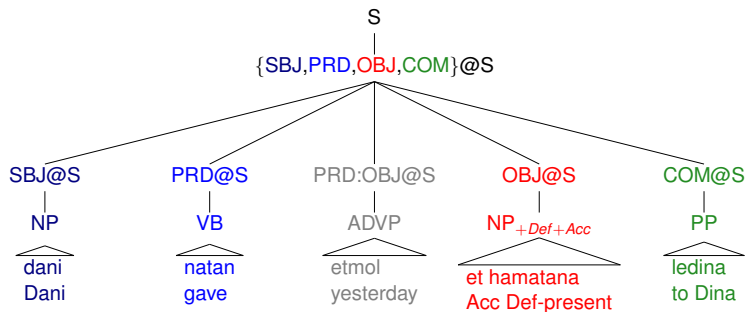 S
{SBJ,PRD,OBJ,COM}@S
SBJ@S PRD@S PRD:OBJ@S OBJ@S COM@S
NP VB ADVP NP+Def+Acc PP
dani natan etmol et hamatana ledina
Dani gave yesterday Acc Def-present to Dina